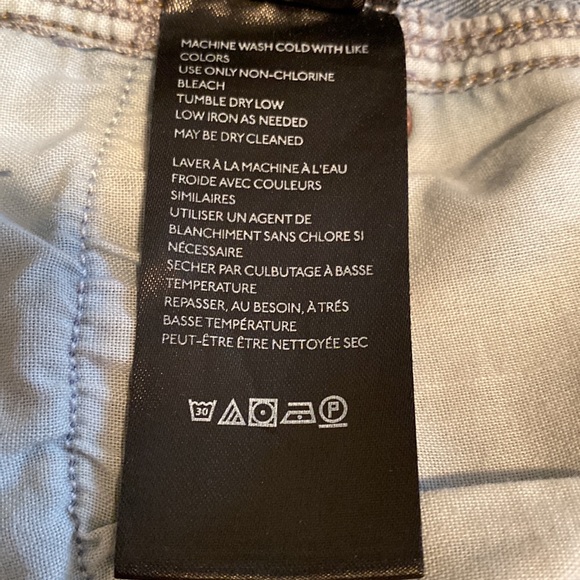 MACHINE WASH COLD WITH LIKE
COLORS
USE ONLY NON-CHLORINE
BLEACH
TUMBLE DRY LOW
LOW IRON AS NEEDED
MAY BE DRY CLEANED
LAVER À LA MACHINE À L'EAU
FROIDE AVEC COULEURS
SIMILAIRES
UTILISER UN AGENT DE
BLANCHIMENT SANS CHLORE SI
NÉCESSAIRE
SECHER PAR CULBUTAGE À BASSE
TEMPERATURE
REPASSER, AU BESOIN, À TRÉS
BASSE TEMPÉRATURE
PEUT-ÊTRE ÊTRE NETTOYÉE SEC
30 P